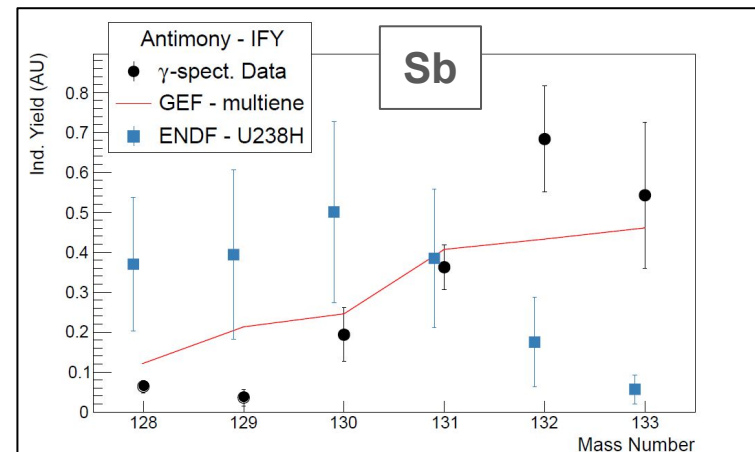 Antimony - IFY
γ-spect. Data
GEF - multiene
ENDF - U238H
Sb
Ind. Yield (AU)
0.8
0.7
0.6
0.5
0.4
0.3
0.2
0.1
0
128 129 130 131 132 133
Mass Number